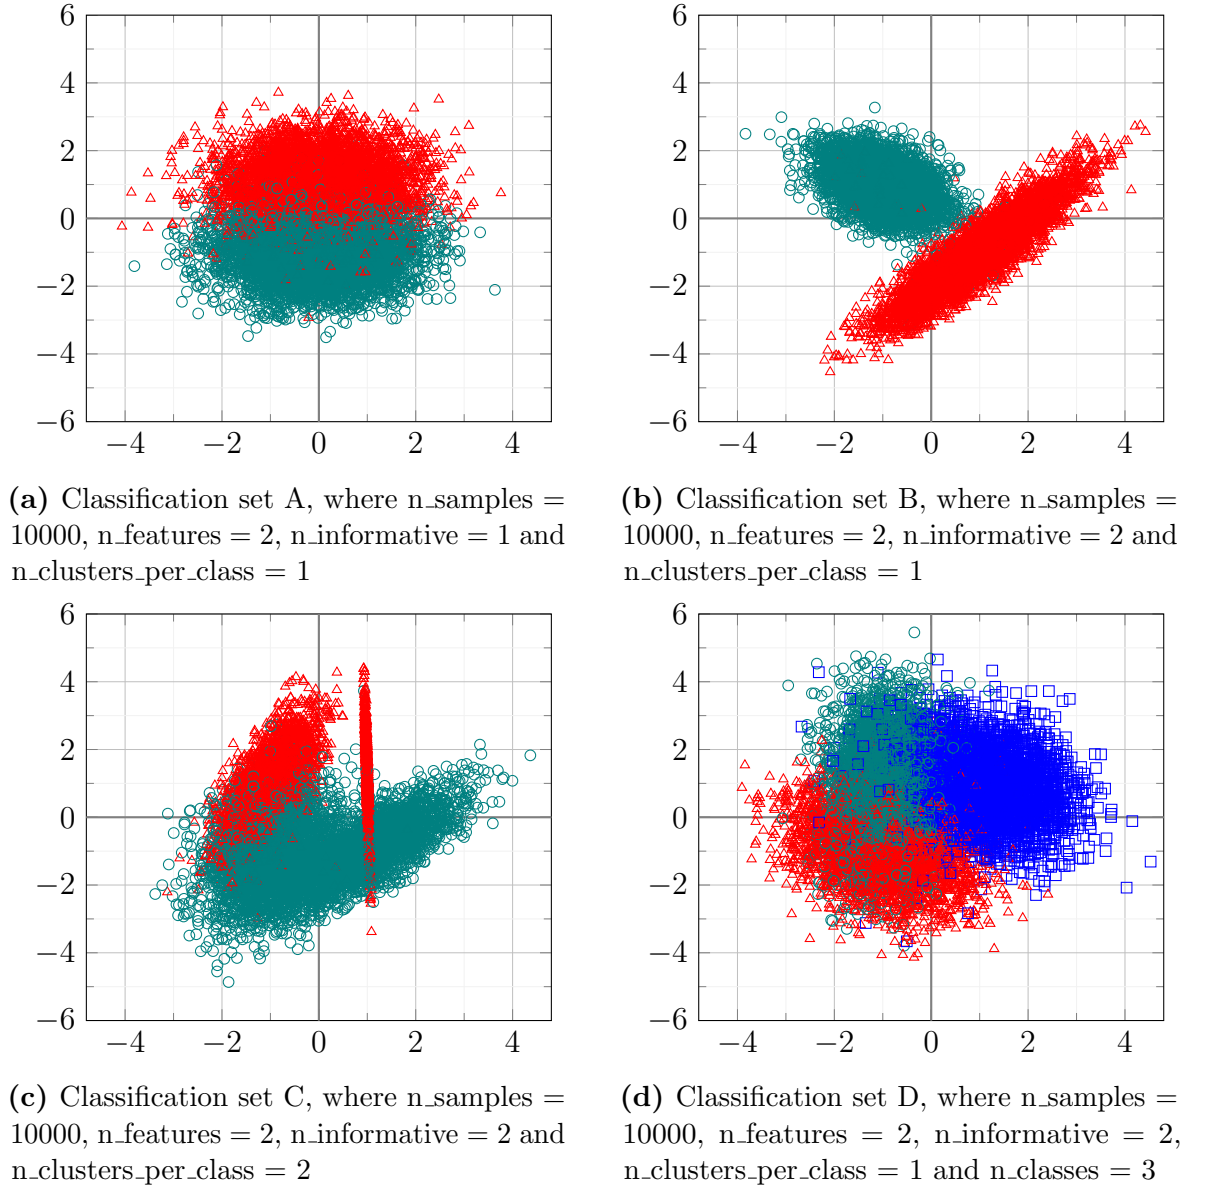 6
4
2
0
−2
−4
−6
−4 −2 0 2 4
6
4
2
0
−2
−4
−6
−4 −2 0 2 4
(a) Classification set A, where n_samples =
10000, n_features = 2, n_informative = 1 and
n_clusters_per_class = 1
(b) Classification set B, where n_samples =
10000, n_features = 2, n_informative = 2 and
n_clusters_per_class = 1
6
4
2
0
−2
−4
−6
−4 −2 0 2 4
6
4
2
0
−2
−4
−6
−4 −2 0 2 4
(c) Classification set C, where n_samples =
10000, n_features = 2, n_informative = 2 and
n_clusters_per_class = 2
(d) Classification set D, where n_samples =
10000, n_features = 2, n_informative = 2,
n_clusters_per_class = 1 and n_classes = 3